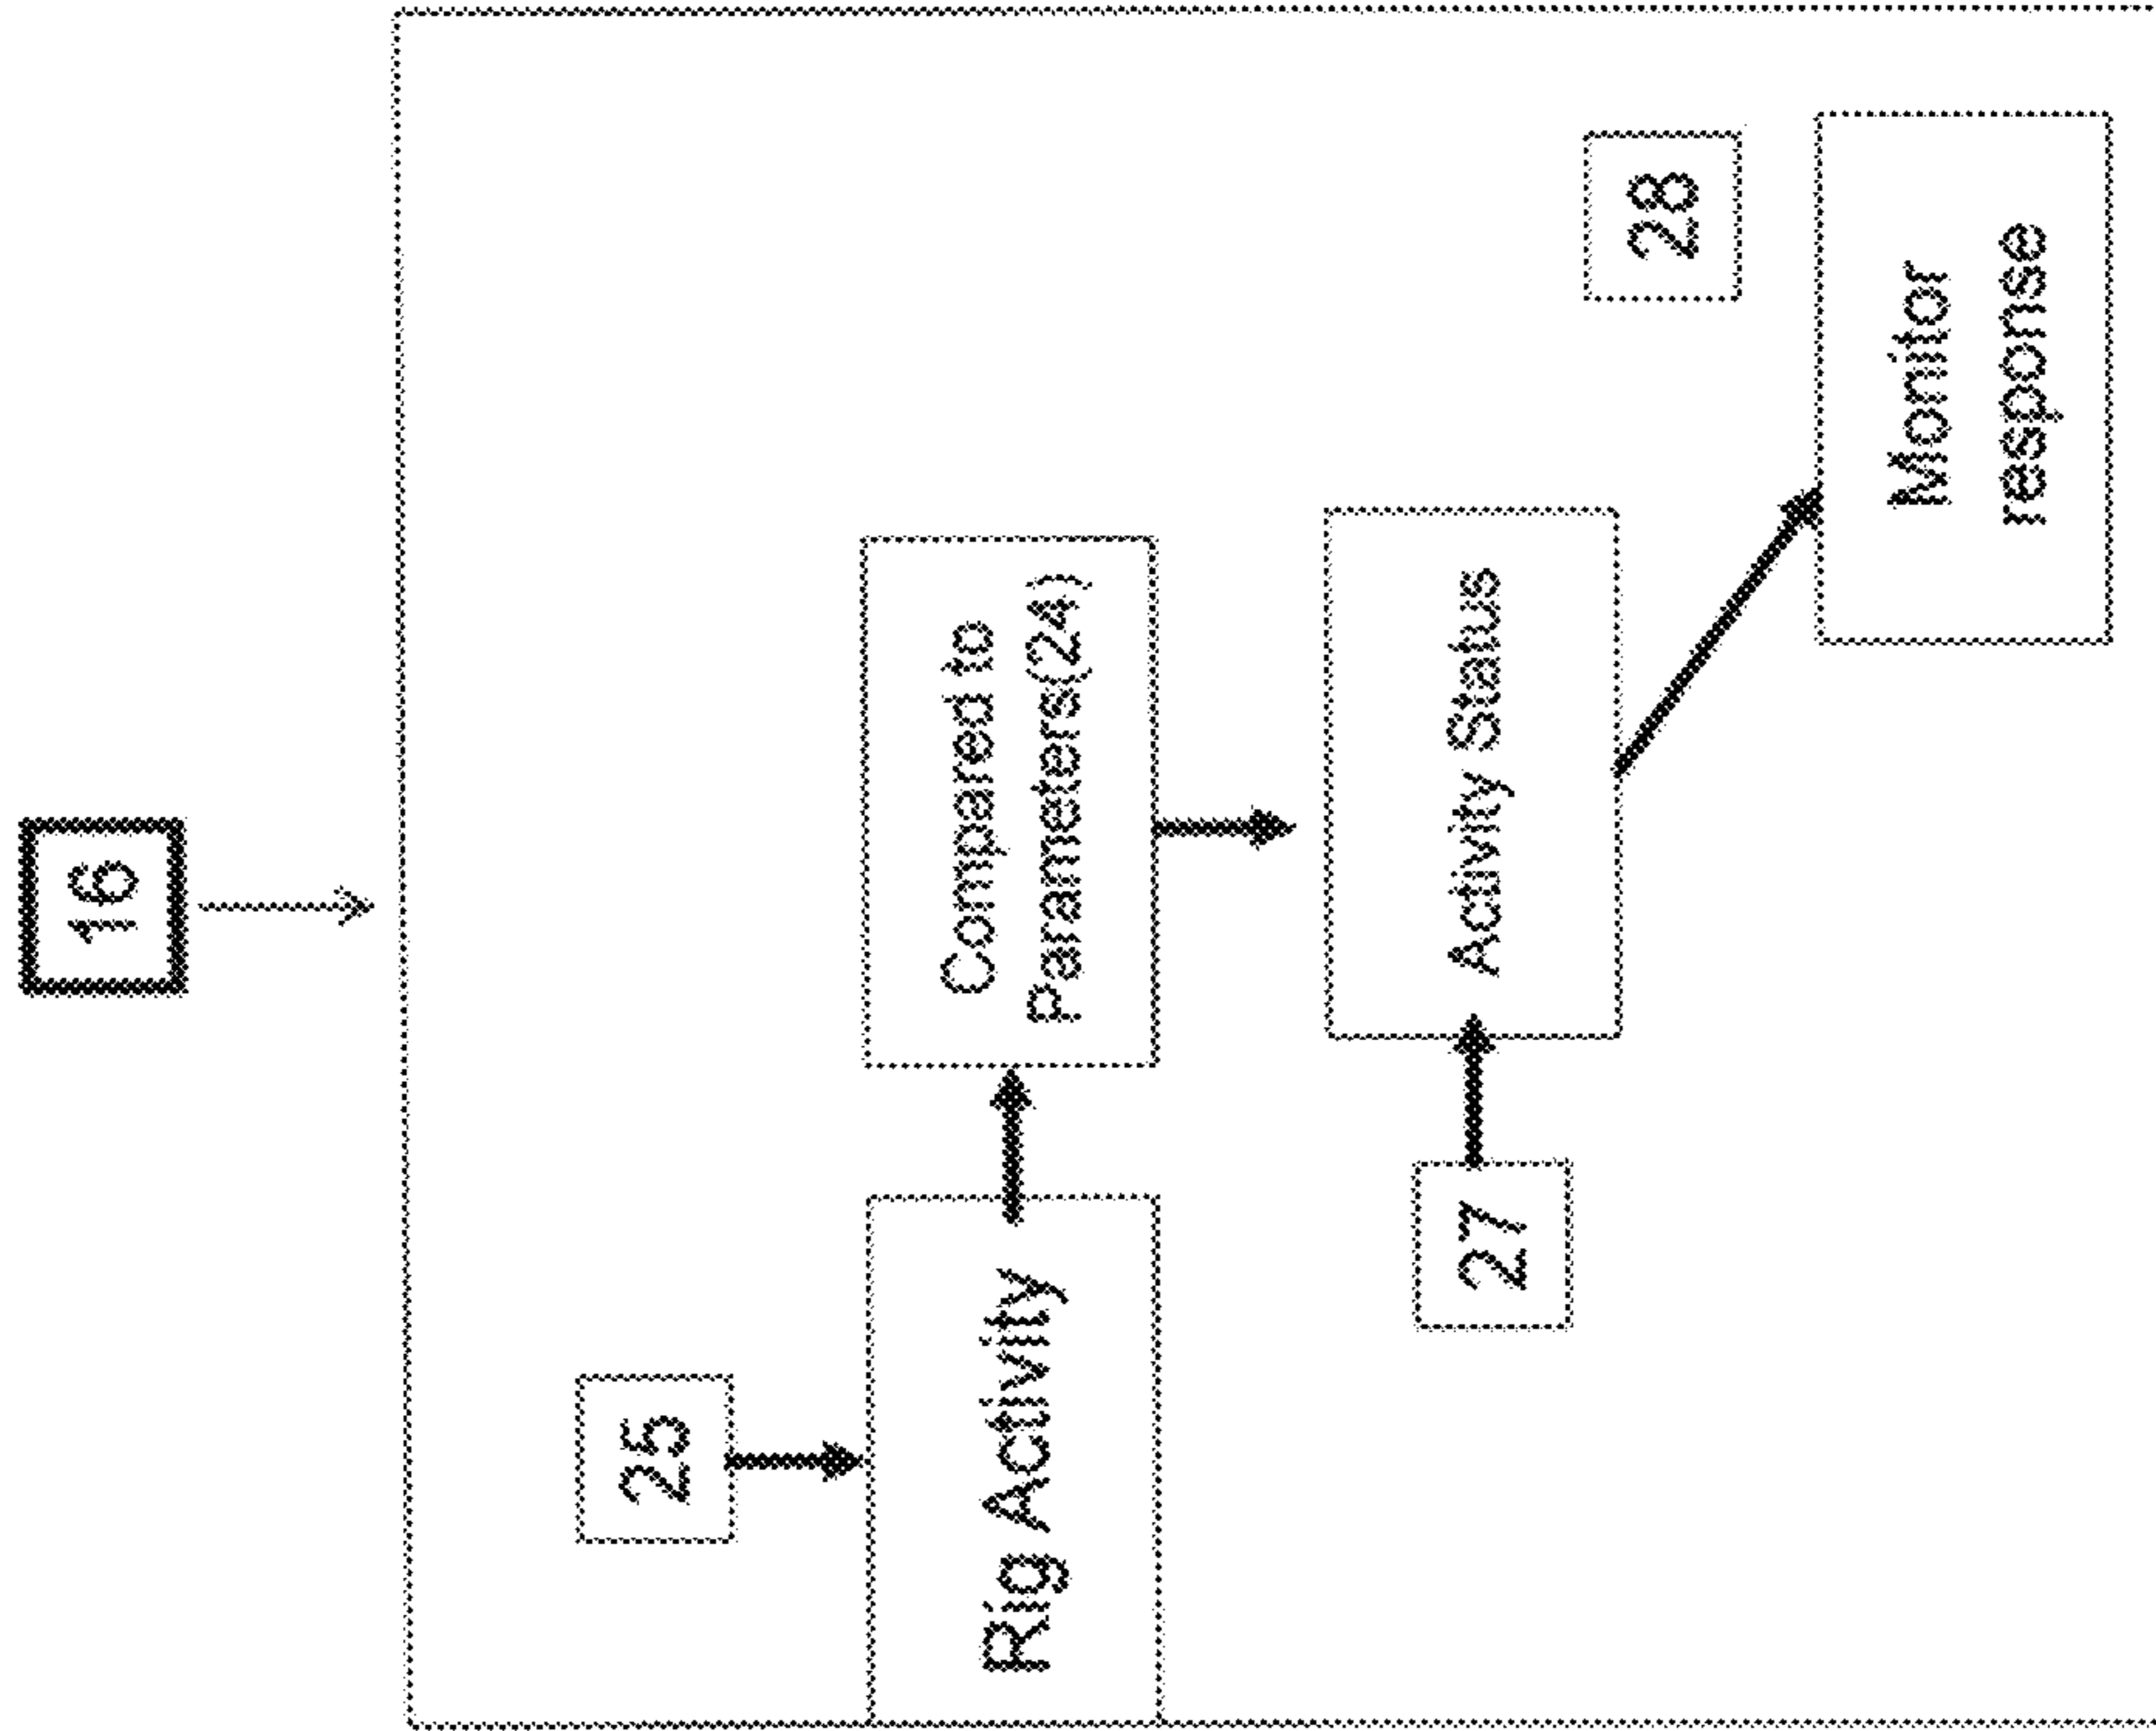 16
25
Rig Activity
Compared to
Parameters(24)
27
Activity Status
28
Monitor
response